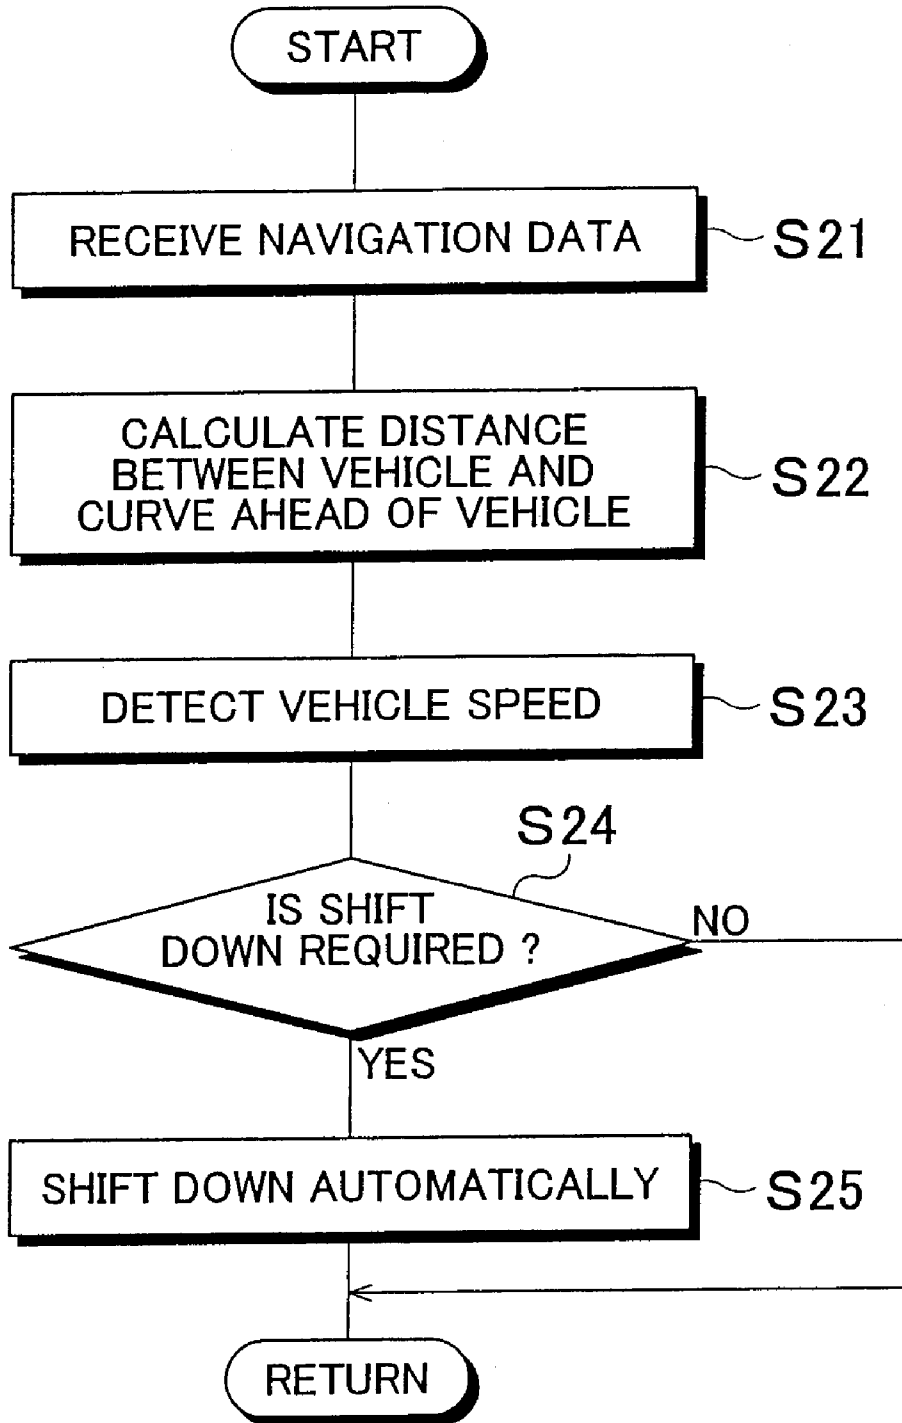 START
RECEIVE NAVIGATION DATA
S21
CALCULATE DISTANCE
BETWEEN VEHICLE AND
CURVE AHEAD OF VEHICLE
S22
DETECT VEHICLE SPEED
S23
S24
IS SHIFT
DOWN REQUIRED ?
NO
YES
SHIFT DOWN AUTOMATICALLY
S25
RETURN